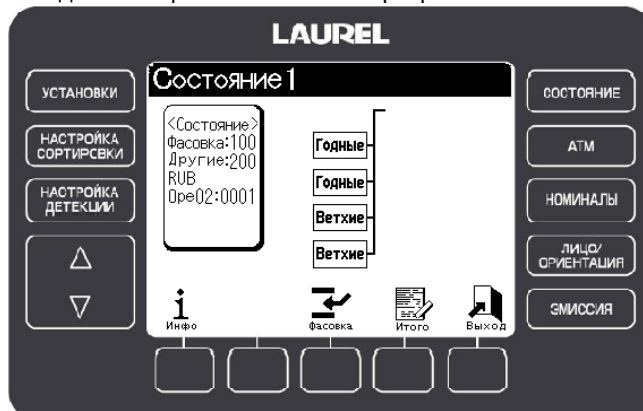 LAUREL
УСТАНОВКИ
НАСТРОЙКА
СОРТИРСВКИ
НАСТРОЙКА
ДЕТЕКЦИИ
Состояние1
<Состояние>
Фасовка:100
Другие:200
RUB
Опе02:0001
Годные
Годные
Ветхие
Ветхие
Инфо
Фасовка
Итого
Выход
СОСТОЯНИЕ
АТМ
НОМИНАЛЫ
ЛИЦО/
ОРИЕНТАЦИЯ
ЭМИССИЯ